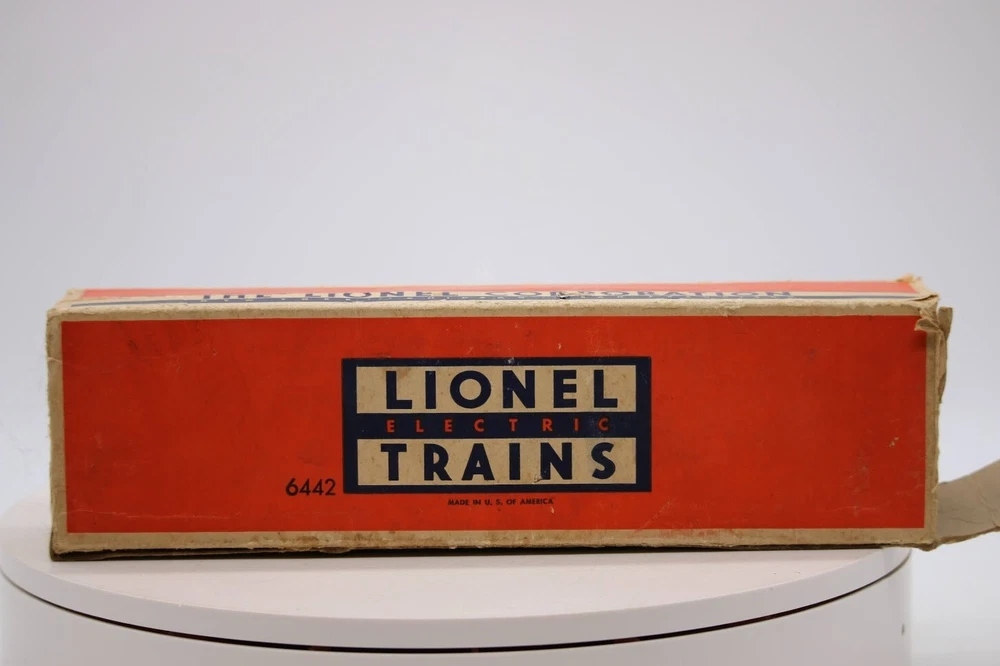 THE LIONEL CORPORATION
LIONEL
ELECTRIC
TRAINS
6442
MADE IN U. S. OF AMERICA